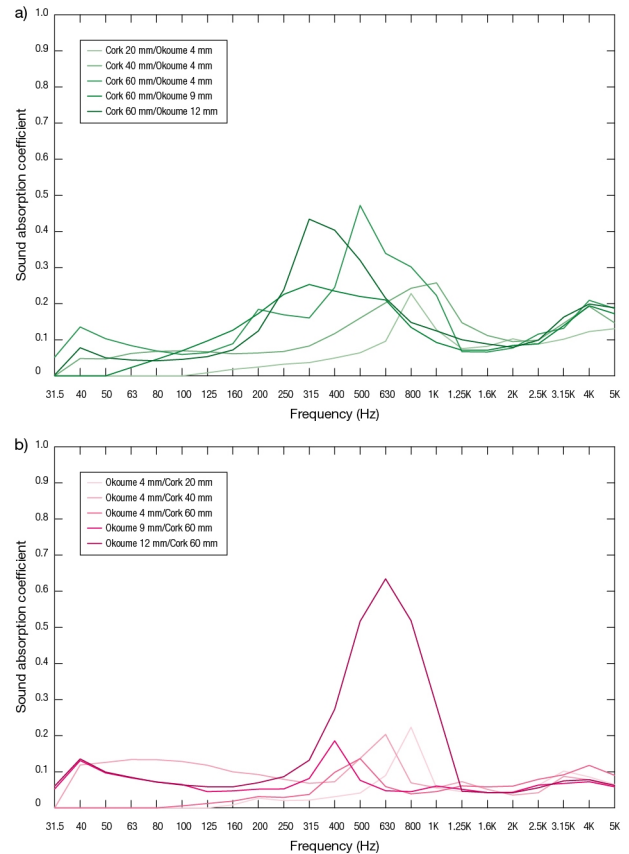 a)
1.0
0.9
0.8
0.7
0.6
0.5
0.4
0.3
0.2
0.1
0
Sound absorption coefficient
Cork 20 mm/Okoume 4 mm
Cork 40 mm/Okoume 4 mm
Cork 60 mm/Okoume 4 mm
Cork 60 mm/Okoume 9 mm
Cork 60 mm/Okoume 12 mm
31.5 40 50 63 80 100 125 160 200 250 315 400 500 630 800 1K 1.25K 1.6K 2K 2.5K 3.15K 4K 5K
Frequency (Hz)
b)
1.0
0.9
0.8
0.7
0.6
0.5
0.4
0.3
0.2
0.1
0
Sound absorption coefficient
Okoume 4 mm/Cork 20 mm
Okoume 4 mm/Cork 40 mm
Okoume 4 mm/Cork 60 mm
Okoume 9 mm/Cork 60 mm
Okoume 12 mm/Cork 60 mm
31.5 40 50 63 80 100 125 160 200 250 315 400 500 630 800 1K 1.25K 1.6K 2K 2.5K 3.15K 4K 5K
Frequency (Hz)